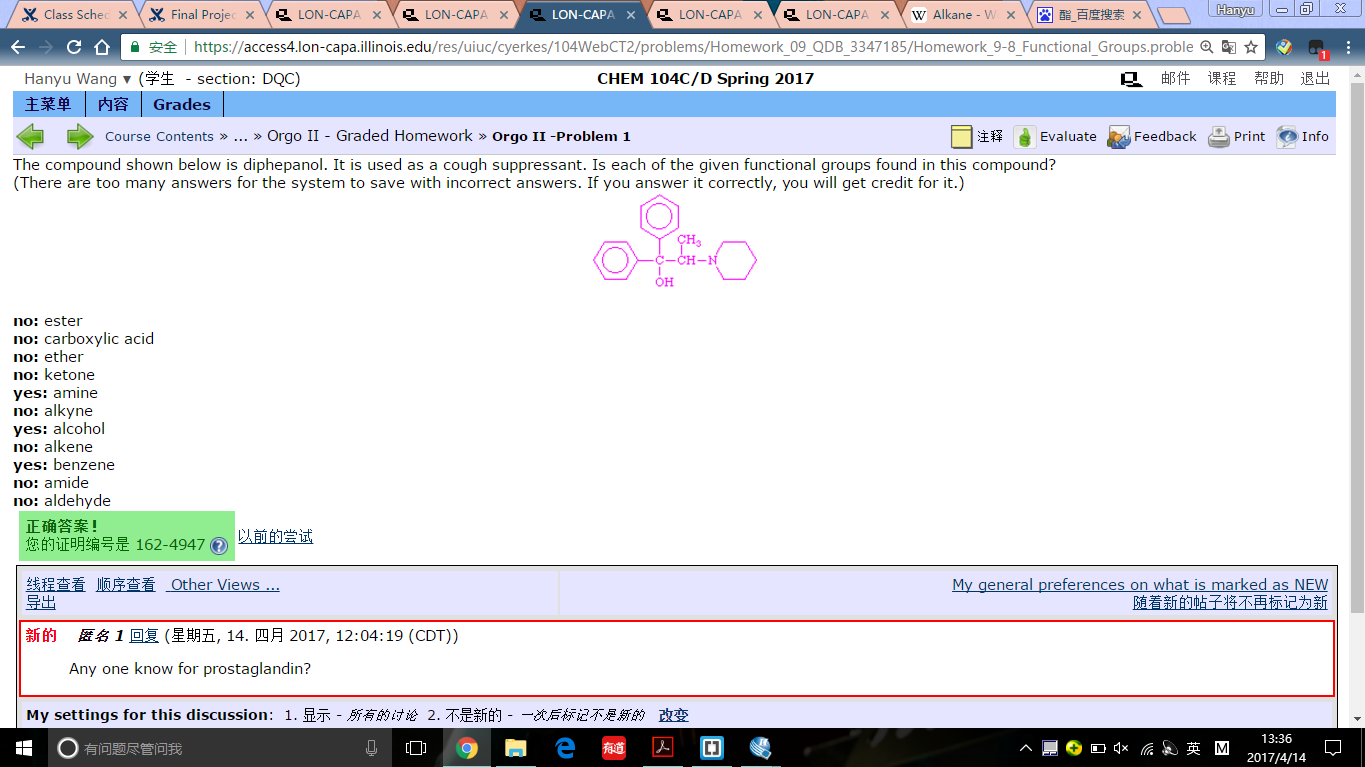 Class Sched
Final Projec
LON-CAPA
LON-CAPA
LON-CAPA
LON-CAPA
LON-CAPA
Alkane - W
酯_百度搜索
Hanyu
安全 https://access4.lon-capa.illinois.edu/res/uiuc/cyerkes/104WebCT2/problems/Homework_09_QDB_3347185/Homework_9-8_Functional_Groups.proble
1
Hanyu Wang ▾ (学生 - section: DQC) CHEM 104C/D Spring 2017 邮件 课程 帮助 退出
主菜单 内容 Grades
Course Contents » ... » Orgo II - Graded Homework » Orgo II -Problem 1 注释 Evaluate Feedback Print Info
The compound shown below is diphepanol. It is used as a cough suppressant. Is each of the given functional groups found in this compound?
(There are too many answers for the system to save with incorrect answers. If you answer it correctly, you will get credit for it.)
CH3
C CH N
OH
no: ester
no: carboxylic acid
no: ether
no: ketone
yes: amine
no: alkyne
yes: alcohol
no: alkene
yes: benzene
no: amide
no: aldehyde
正确答案！
您的证明编号是 162-4947 ? 以前的尝试
线程查看 顺序查看 Other Views ... My general preferences on what is marked as NEW
导出 随着新的帖子将不再标记为新
新的 匿名 1 回复 (星期五, 14. 四月 2017, 12:04:19 (CDT))
Any one know for prostaglandin?
My settings for this discussion: 1. 显示 - 所有的讨论 2. 不是新的 - 一次后标记不是新的 改变
有问题尽管问我
有道
英 M
13:36
2017/4/14